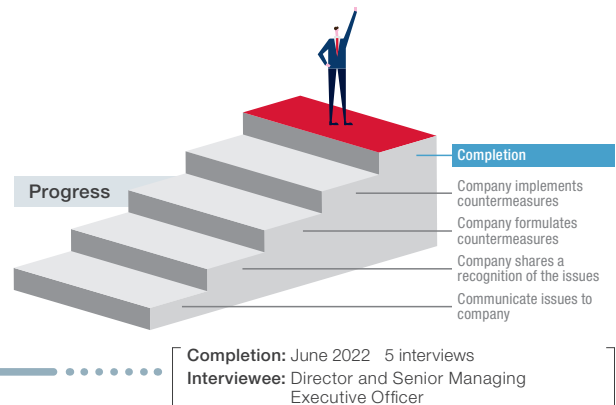 Completion
Progress
Company implements
countermeasures
Company formulates
countermeasures
Company shares a
recognition of the issues
Communicate issues to
company
Completion: June 2022 5 interviews
Interviewee: Director and Senior Managing
Executive Officer